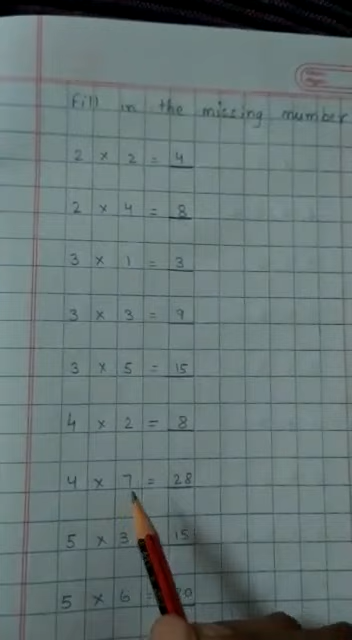 Fill in the missing number
2 × 2 = 4
2 × 4 = 8
3 × 1 = 3
3 × 3 = 9
3 × 5 = 15
4 × 2 = 8
4 × 7 = 28
5 × 3 15
5 × 6 =